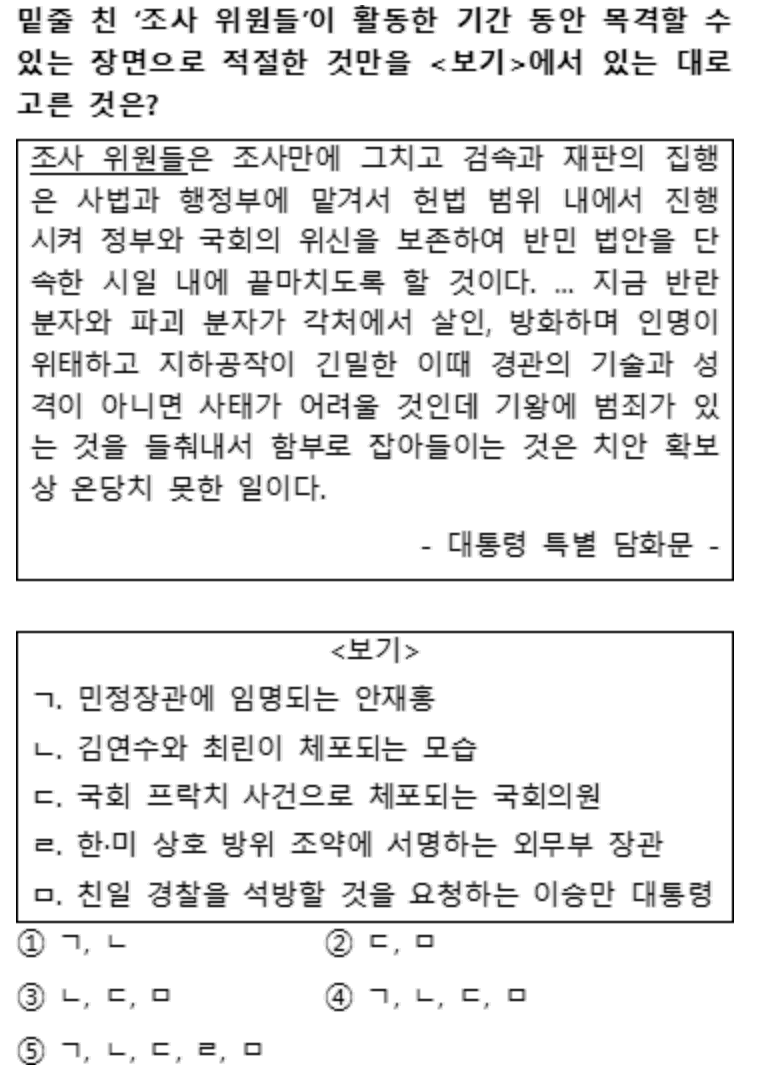 밑줄 친 ‘조사 위원들’이 활동한 기간 동안 목격할 수
있는 장면으로 적절한 것만을 <보기>에서 있는 대로
고른 것은?
조사 위원들은 조사만에 그치고 검속과 재판의 집행
은 사법과 행정부에 맡겨서 헌법 범위 내에서 진행
시켜 정부와 국회의 위신을 보존하여 반민 법안을 단
속한 시일 내에 끝마치도록 할 것이다. ... 지금 반란
분자와 파괴 분자가 각처에서 살인, 방화하며 인명이
위태하고 지하공작이 긴밀한 이때 경관의 기술과 성
격이 아니면 사태가 어려울 것인데 기왕에 범죄가 있
는 것을 들춰내서 함부로 잡아들이는 것은 치안 확보
상 온당치 못한 일이다.
- 대통령 특별 담화문 -
<보기>
ㄱ. 민정장관에 임명되는 안재홍
ㄴ. 김연수와 최린이 체포되는 모습
ㄷ. 국회 프락치 사건으로 체포되는 국회의원
ㄹ. 한·미 상호 방위 조약에 서명하는 외무부 장관
ㅁ. 친일 경찰을 석방할 것을 요청하는 이승만 대통령
① ㄱ, ㄴ ② ㄷ, ㅁ
③ ㄴ, ㄷ, ㅁ ④ ㄱ, ㄴ, ㄷ, ㅁ
⑤ ㄱ, ㄴ, ㄷ, ㄹ, ㅁ